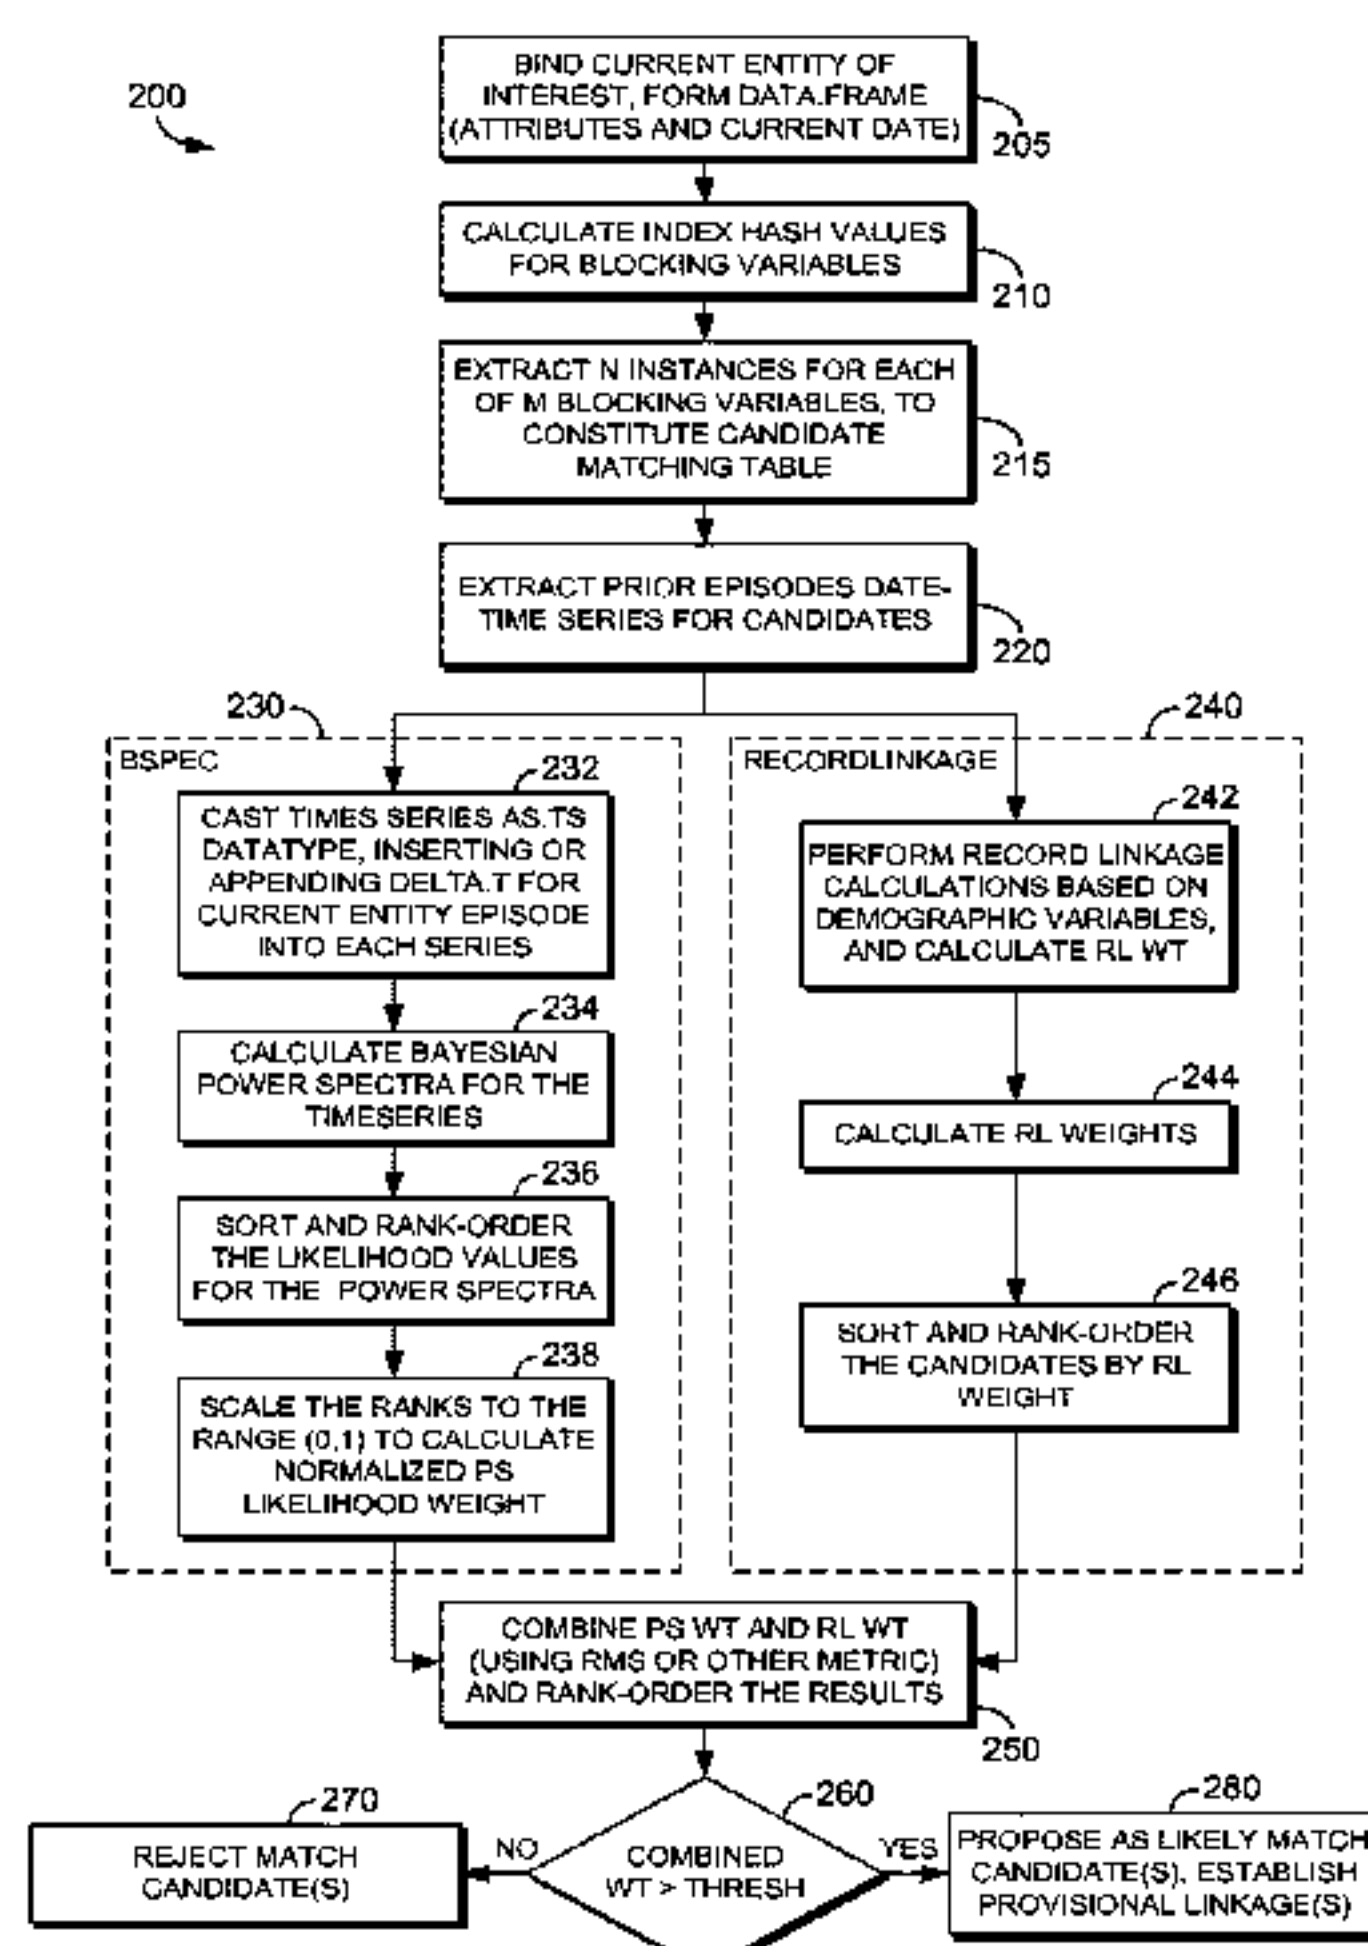 200
BIND CURRENT ENTITY OF
INTEREST, FORM DATA.FRAME
(ATTRIBUTES AND CURRENT DATE)
205
CALCULATE INDEX HASH VALUES
FOR BLOCKING VARIABLES
210
EXTRACT N INSTANCES FOR EACH
OF M BLOCKING VARIABLES, TO
CONSTITUTE CANDIDATE
MATCHING TABLE
215
EXTRACT PRIOR EPISODES DATE-
TIME SERIES FOR CANDIDATES
220
230
BSPEC
232
CAST TIMES SERIES AS.TS
DATATYPE, INSERTING OR
APPENDING DELTA.T FOR
CURRENT ENTITY EPISODE
INTO EACH SERIES
234
CALCULATE BAYESIAN
POWER SPECTRA FOR THE
TIMESERIES
236
SORT AND RANK-ORDER
THE LIKELIHOOD VALUES
FOR THE POWER SPECTRA
238
SCALE THE RANKS TO THE
RANGE (0,1) TO CALCULATE
NORMALIZED PS
LIKELIHOOD WEIGHT
240
RECORDLINKAGE
242
PERFORM RECORD LINKAGE
CALCULATIONS BASED ON
DEMOGRAPHIC VARIABLES,
AND CALCULATE RL WT
244
CALCULATE RL WEIGHTS
246
SORT AND RANK-ORDER
THE CANDIDATES BY RL
WEIGHT
COMBINE PS WT AND RL WT
(USING RMS OR OTHER METRIC)
AND RANK-ORDER THE RESULTS
250
260
COMBINED
WT > THRESH
NO
270
REJECT MATCH
CANDIDATE(S)
YES
280
PROPOSE AS LIKELY MATCH
CANDIDATE(S), ESTABLISH
PROVISIONAL LINKAGE(S)